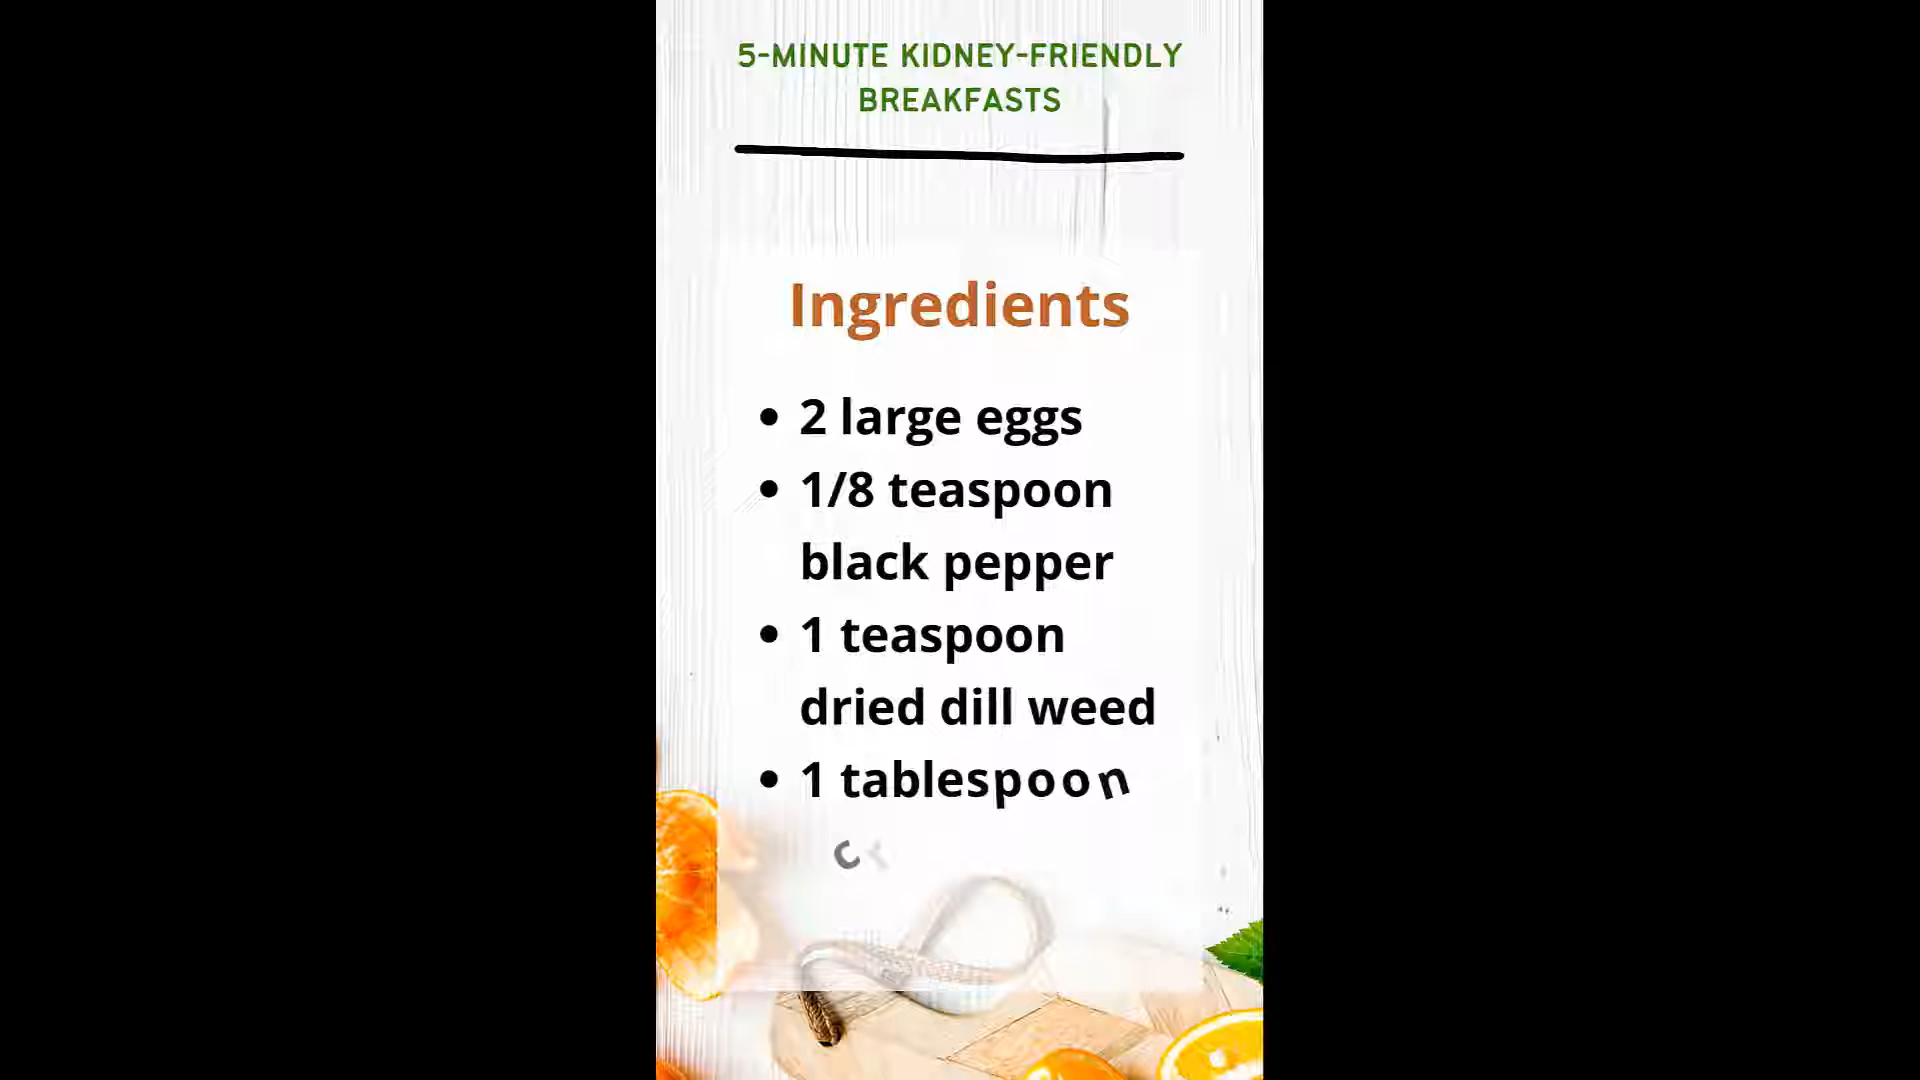 5-MINUTE KIDNEY-FRIENDLY
BREAKFASTS
Ingredients
• 2 large eggs
• 1/8 teaspoon
black pepper
• 1 teaspoon
dried dill weed
• 1 tablespoon